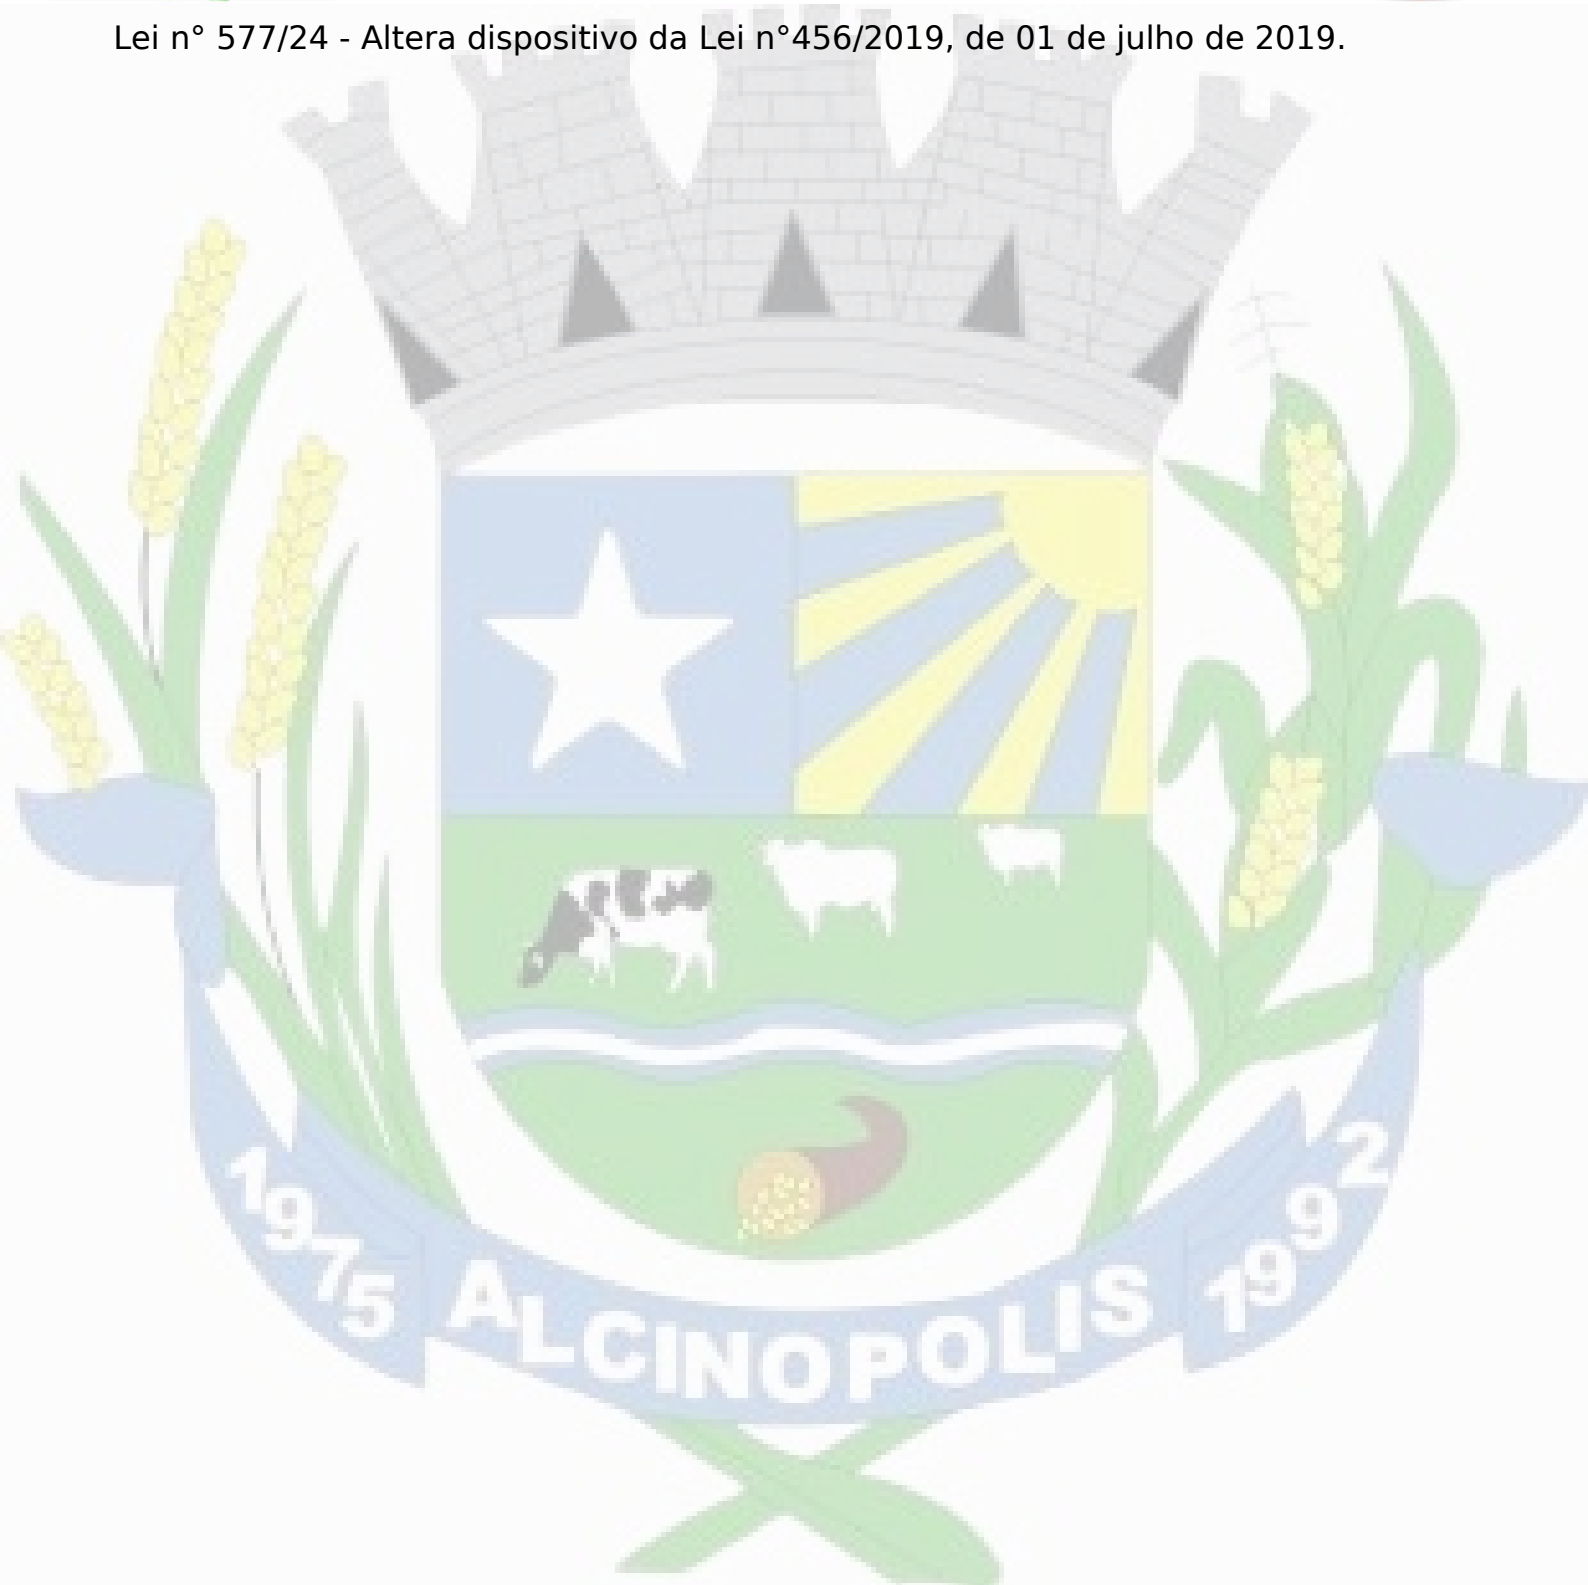 Lei n° 577/24 - Altera dispositivo da Lei n°456/2019, de 01 de julho de 2019.
1975 ALCINOPOLIS 1992